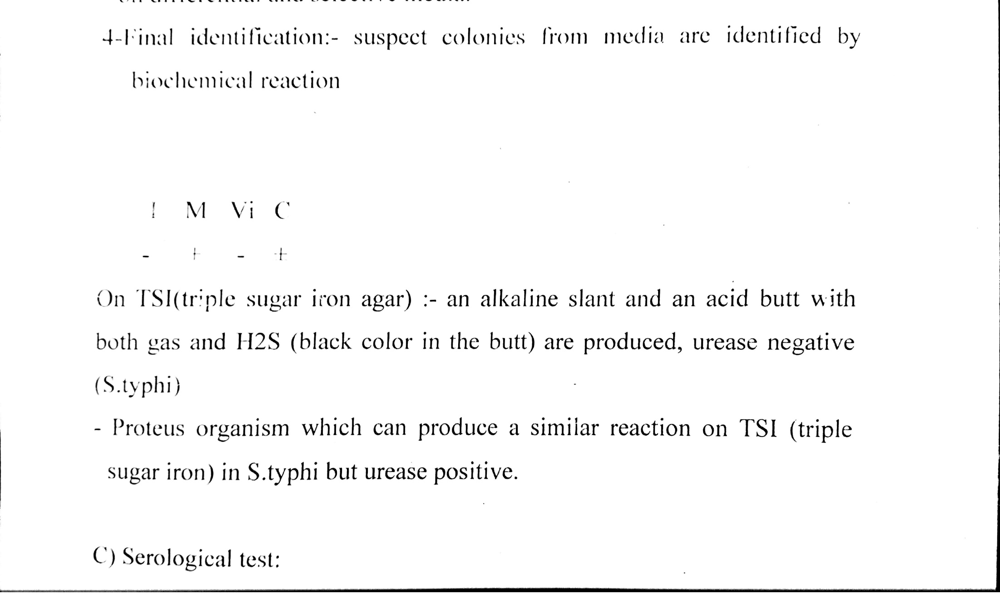 4-Final identification:- suspect colonies from media are identified by
biochemical reaction
I M Vi C
- + - +
On TSI(triple sugar iron agar) :- an alkaline slant and an acid butt with
both gas and H2S (black color in the butt) are produced, urease negative
(S.typhi)
- Proteus organism which can produce a similar reaction on TSI (triple
sugar iron) in S.typhi but urease positive.
C) Serological test: